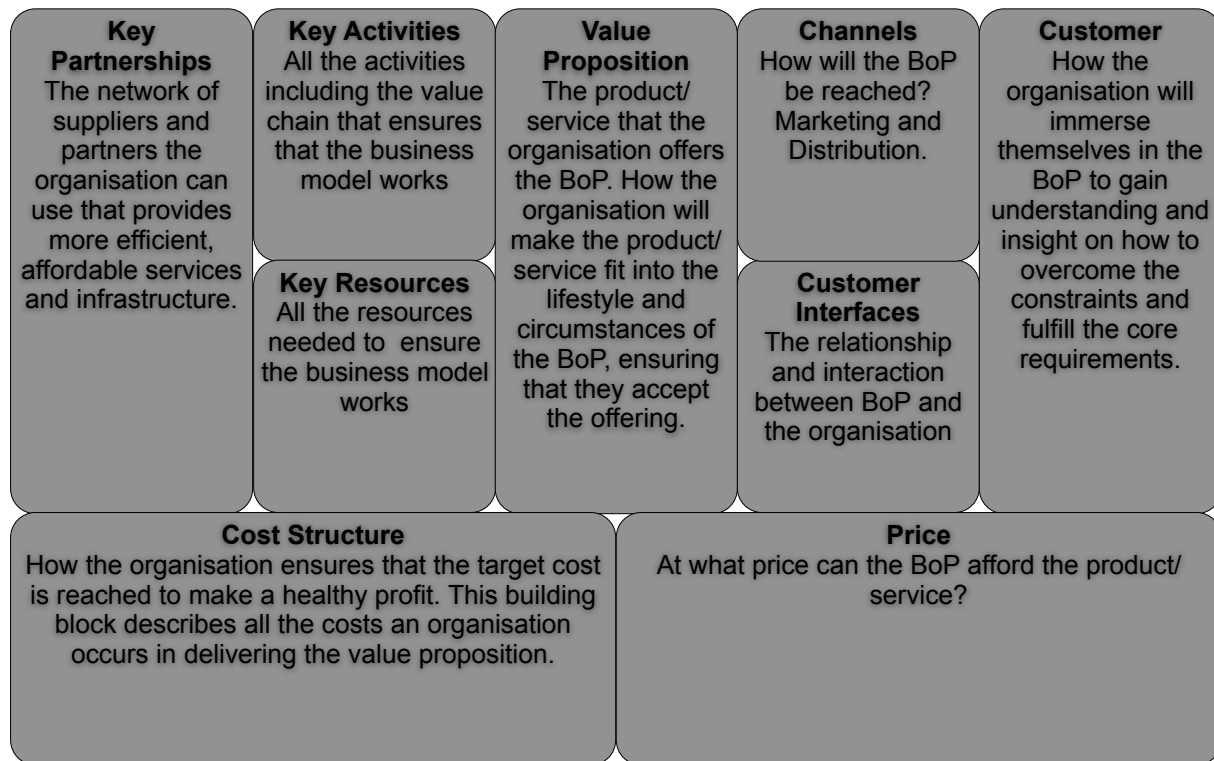 Key
Partnerships
The network of
suppliers and
partners the
organisation can
use that provides
more efficient,
affordable services
and infrastructure.
Key Activities
All the activities
including the value
chain that ensures
that the business
model works
Key Resources
All the resources
needed to  ensure
the business model
works
Value
Proposition
The product/
service that the
organisation offers
the BoP. How the
organisation will
make the product/
service fit into the
lifestyle and
circumstances of
the BoP, ensuring
that they accept
the offering.
Channels
How will the BoP
be reached?
Marketing and
Distribution.
Customer
Interfaces
The relationship
and interaction
between BoP and
the organisation
Customer
How the
organisation will
immerse
themselves in the
BoP to gain
understanding and
insight on how to
overcome the
constraints and
fulfill the core
requirements.
Cost Structure
How the organisation ensures that the target cost
is reached to make a healthy profit. This building
block describes all the costs an organisation
occurs in delivering the value proposition.
Price
At what price can the BoP afford the product/
service?